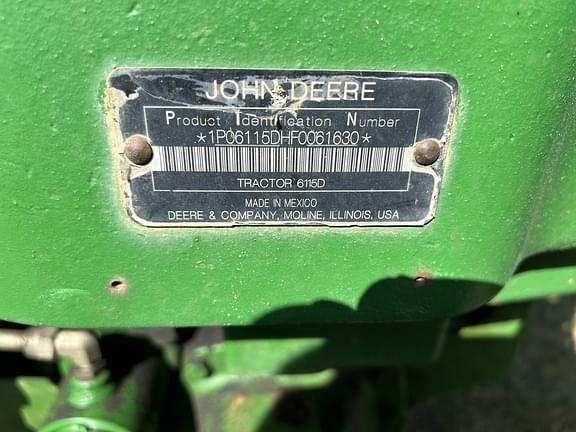 JOHN DEERE
Product Identification Number
*1P06115DHF0061630*
TRACTOR 6115D
MADE IN MEXICO
DEERE & COMPANY, MOLINE, ILLINOIS, USA